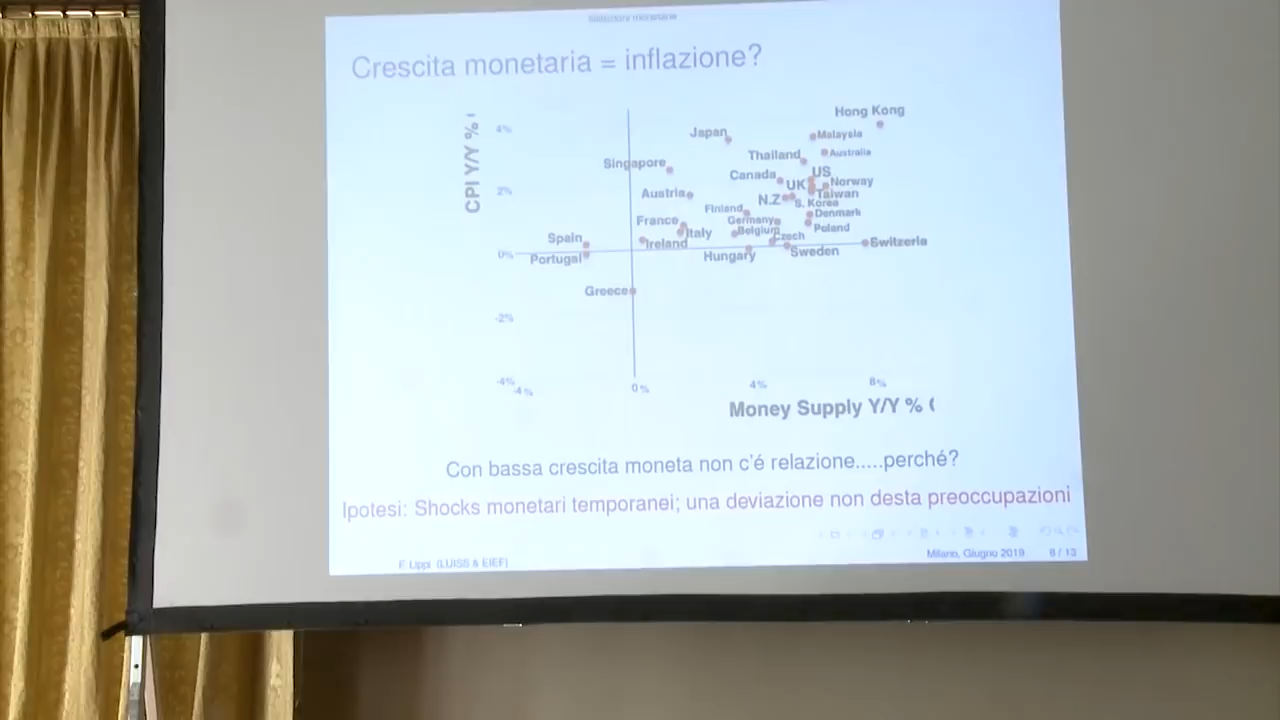 Crescita monetaria = inflazione?
CPI Y/Y % (
4%
2%
0%
-2%
-4%
-4%
0%
4%
8%
Hong Kong
Japan
Malaysia
Thailand
Australia
Singapore
Canada
US
UK
Norway
Taiwan
Austria
N.Z
S. Korea
Finland
Denmark
France
Germany
Poland
Italy
Belgium
Czech
Spain
Ireland
Switzerla
Portugal
Hungary
Sweden
Greece
Money Supply Y/Y % (
Con bassa crescita moneta non c'é relazione.....perché?
Ipotesi: Shocks monetari temporanei; una deviazione non desta preoccupazioni
F. Lippi (LUISS & EIEF)
Milano, Giugno 2019
8 / 13